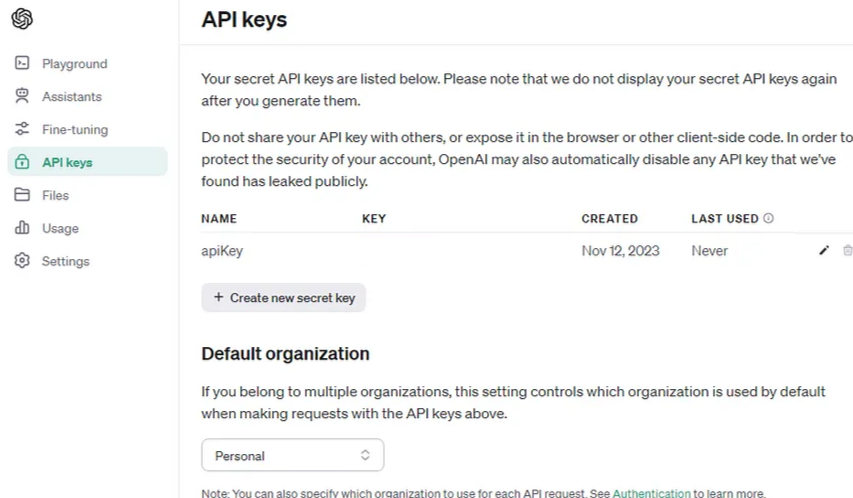 API keys
Playground
Assistants
Fine-tuning
API keys
Files
Usage
Settings
Your secret API keys are listed below. Please note that we do not display your secret API keys again
after you generate them.
Do not share your API key with others, or expose it in the browser or other client-side code. In order to
protect the security of your account, OpenAI may also automatically disable any API key that we've
found has leaked publicly.
NAME KEY CREATED LAST USED
apiKey Nov 12, 2023 Never
+ Create new secret key
Default organization
If you belong to multiple organizations, this setting controls which organization is used by default
when making requests with the API keys above.
Personal
Note: You can also specify which organization to use for each API request. See Authentication to learn more.